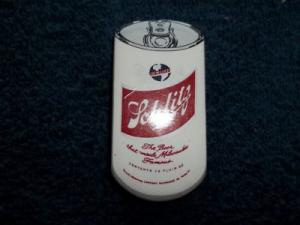 Schlitz
The Beer
that made Milwaukee
Famous
CONTENTS 12 FLUID OZ.